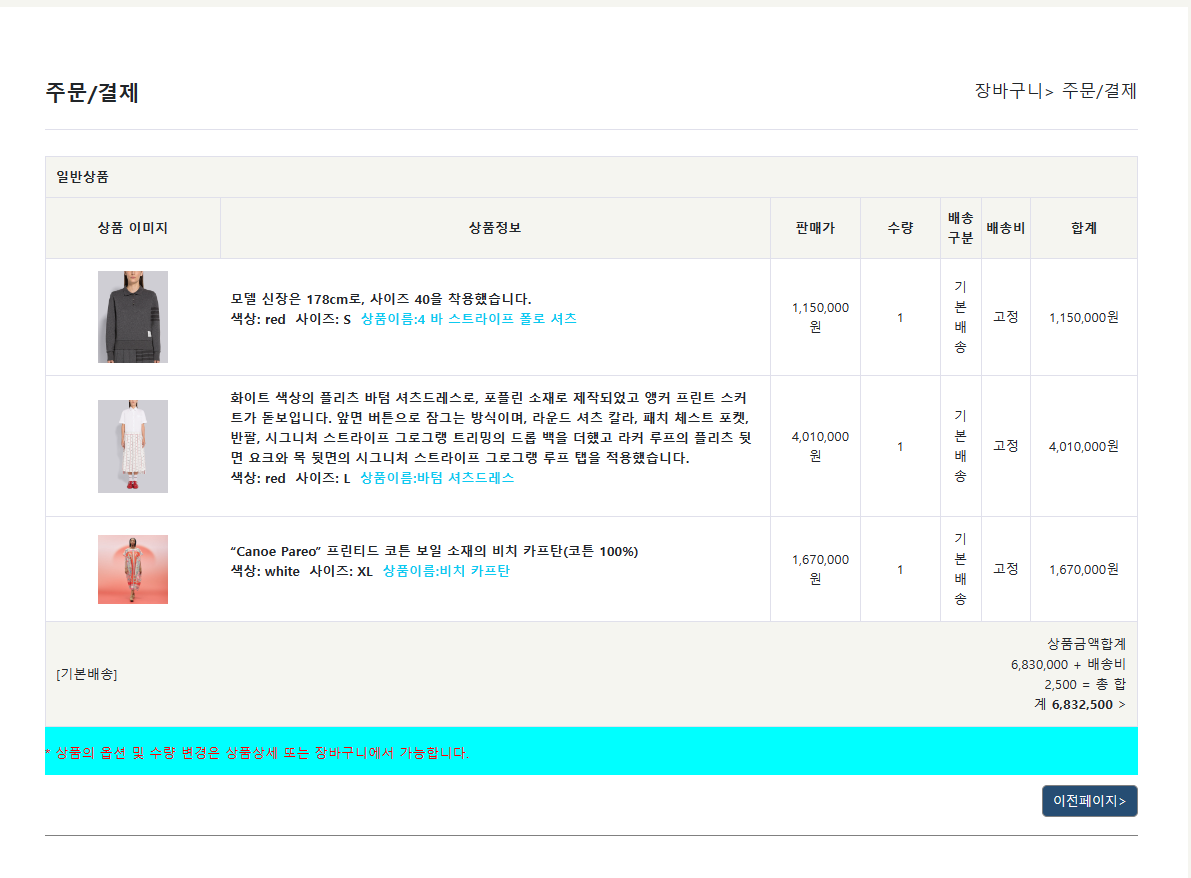 주문/결제
장바구니> 주문/결제
일반상품
상품 이미지
상품정보
판매가
수량
배송
구분
배송비
합계
모델 신장은 178cm로, 사이즈 40을 착용했습니다.
색상: red 사이즈: S 상품이름:4 바 스트라이프 폴로 셔츠
1,150,000
원
1
기
본
배
송
고정
1,150,000원
화이트 색상의 플리츠 바텀 셔츠드레스로, 포플린 소재로 제작되었고 앵커 프린트 스커
트가 돋보입니다. 앞면 버튼으로 잠그는 방식이며, 라운드 셔츠 칼라, 패치 체스트 포켓,
반팔, 시그니처 스트라이프 그로그랭 트리밍의 드롭 백을 더했고 라커 루프의 플리츠 뒷
면 요크와 목 뒷면의 시그니처 스트라이프 그로그랭 루프 탭을 적용했습니다.
색상: red 사이즈: L 상품이름:바텀 셔츠드레스
4,010,000
원
1
기
본
배
송
고정
4,010,000원
“Canoe Pareo” 프린티드 코튼 보일 소재의 비치 카프탄(코튼 100%)
색상: white 사이즈: XL 상품이름:비치 카프탄
1,670,000
원
1
기
본
배
송
고정
1,670,000원
[기본배송]
상품금액합계
6,830,000 + 배송비
2,500 = 총 합
계 6,832,500 >
* 상품의 옵션 및 수량 변경은 상품상세 또는 장바구니에서 가능합니다.
이전페이지>